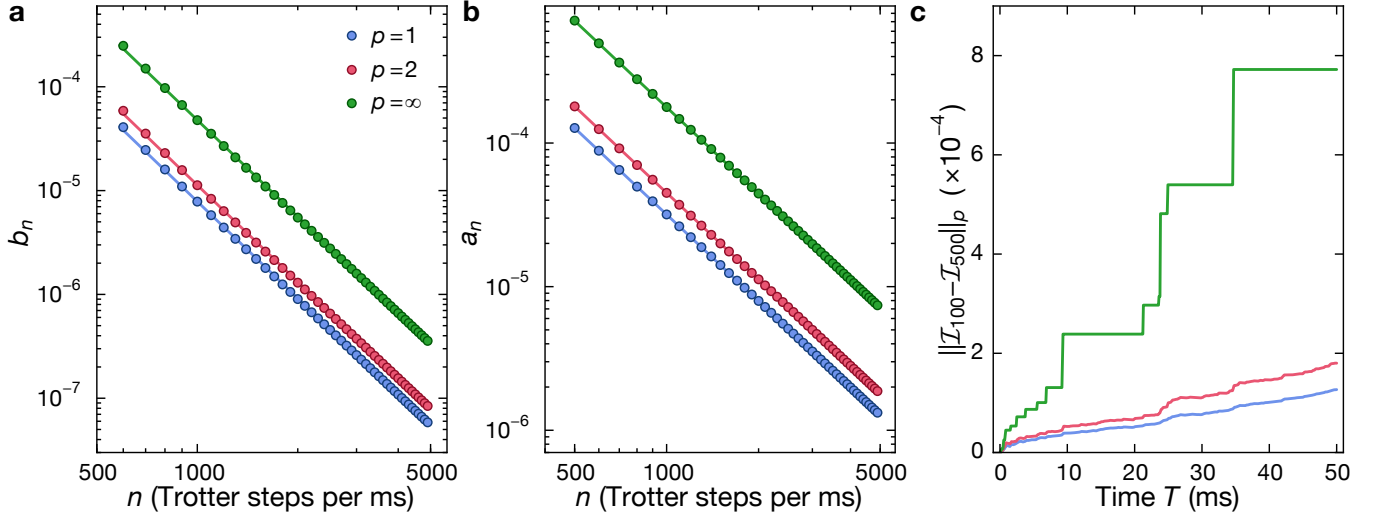 a
10⁻⁴
10⁻⁵
10⁻⁶
10⁻⁷
bₙ
500
1000
5000
n (Trotter steps per ms)
p = 1
p = 2
p = ∞
b
10⁻⁴
10⁻⁵
10⁻⁶
aₙ
500
1000
5000
n (Trotter steps per ms)
c
8
6
4
2
0
||𝓘₁₀₀−𝓘₅₀₀||ₚ (×10⁻⁴)
0
10
20
30
40
50
Time T (ms)